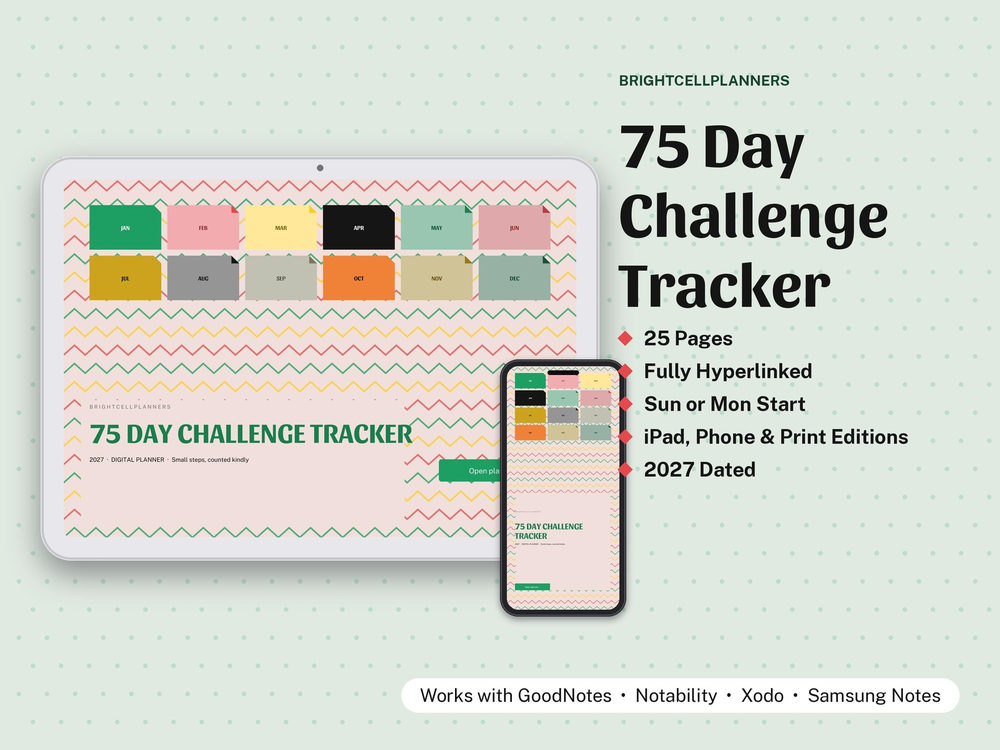 BRIGHTCELLPLANNERS
75 Day
Challenge
Tracker
25 Pages
Fully Hyperlinked
Sun or Mon Start
iPad, Phone & Print Editions
2027 Dated
JAN FEB MAR APR MAY JUN
JUL AUG SEP OCT NOV DEC
BRIGHTCELLPLANNERS
75 DAY CHALLENGE TRACKER
2027 · DIGITAL PLANNER · Small steps, counted kindly
Open pla
75 DAY CHALLENGE
TRACKER
Works with GoodNotes • Notability • Xodo • Samsung Notes